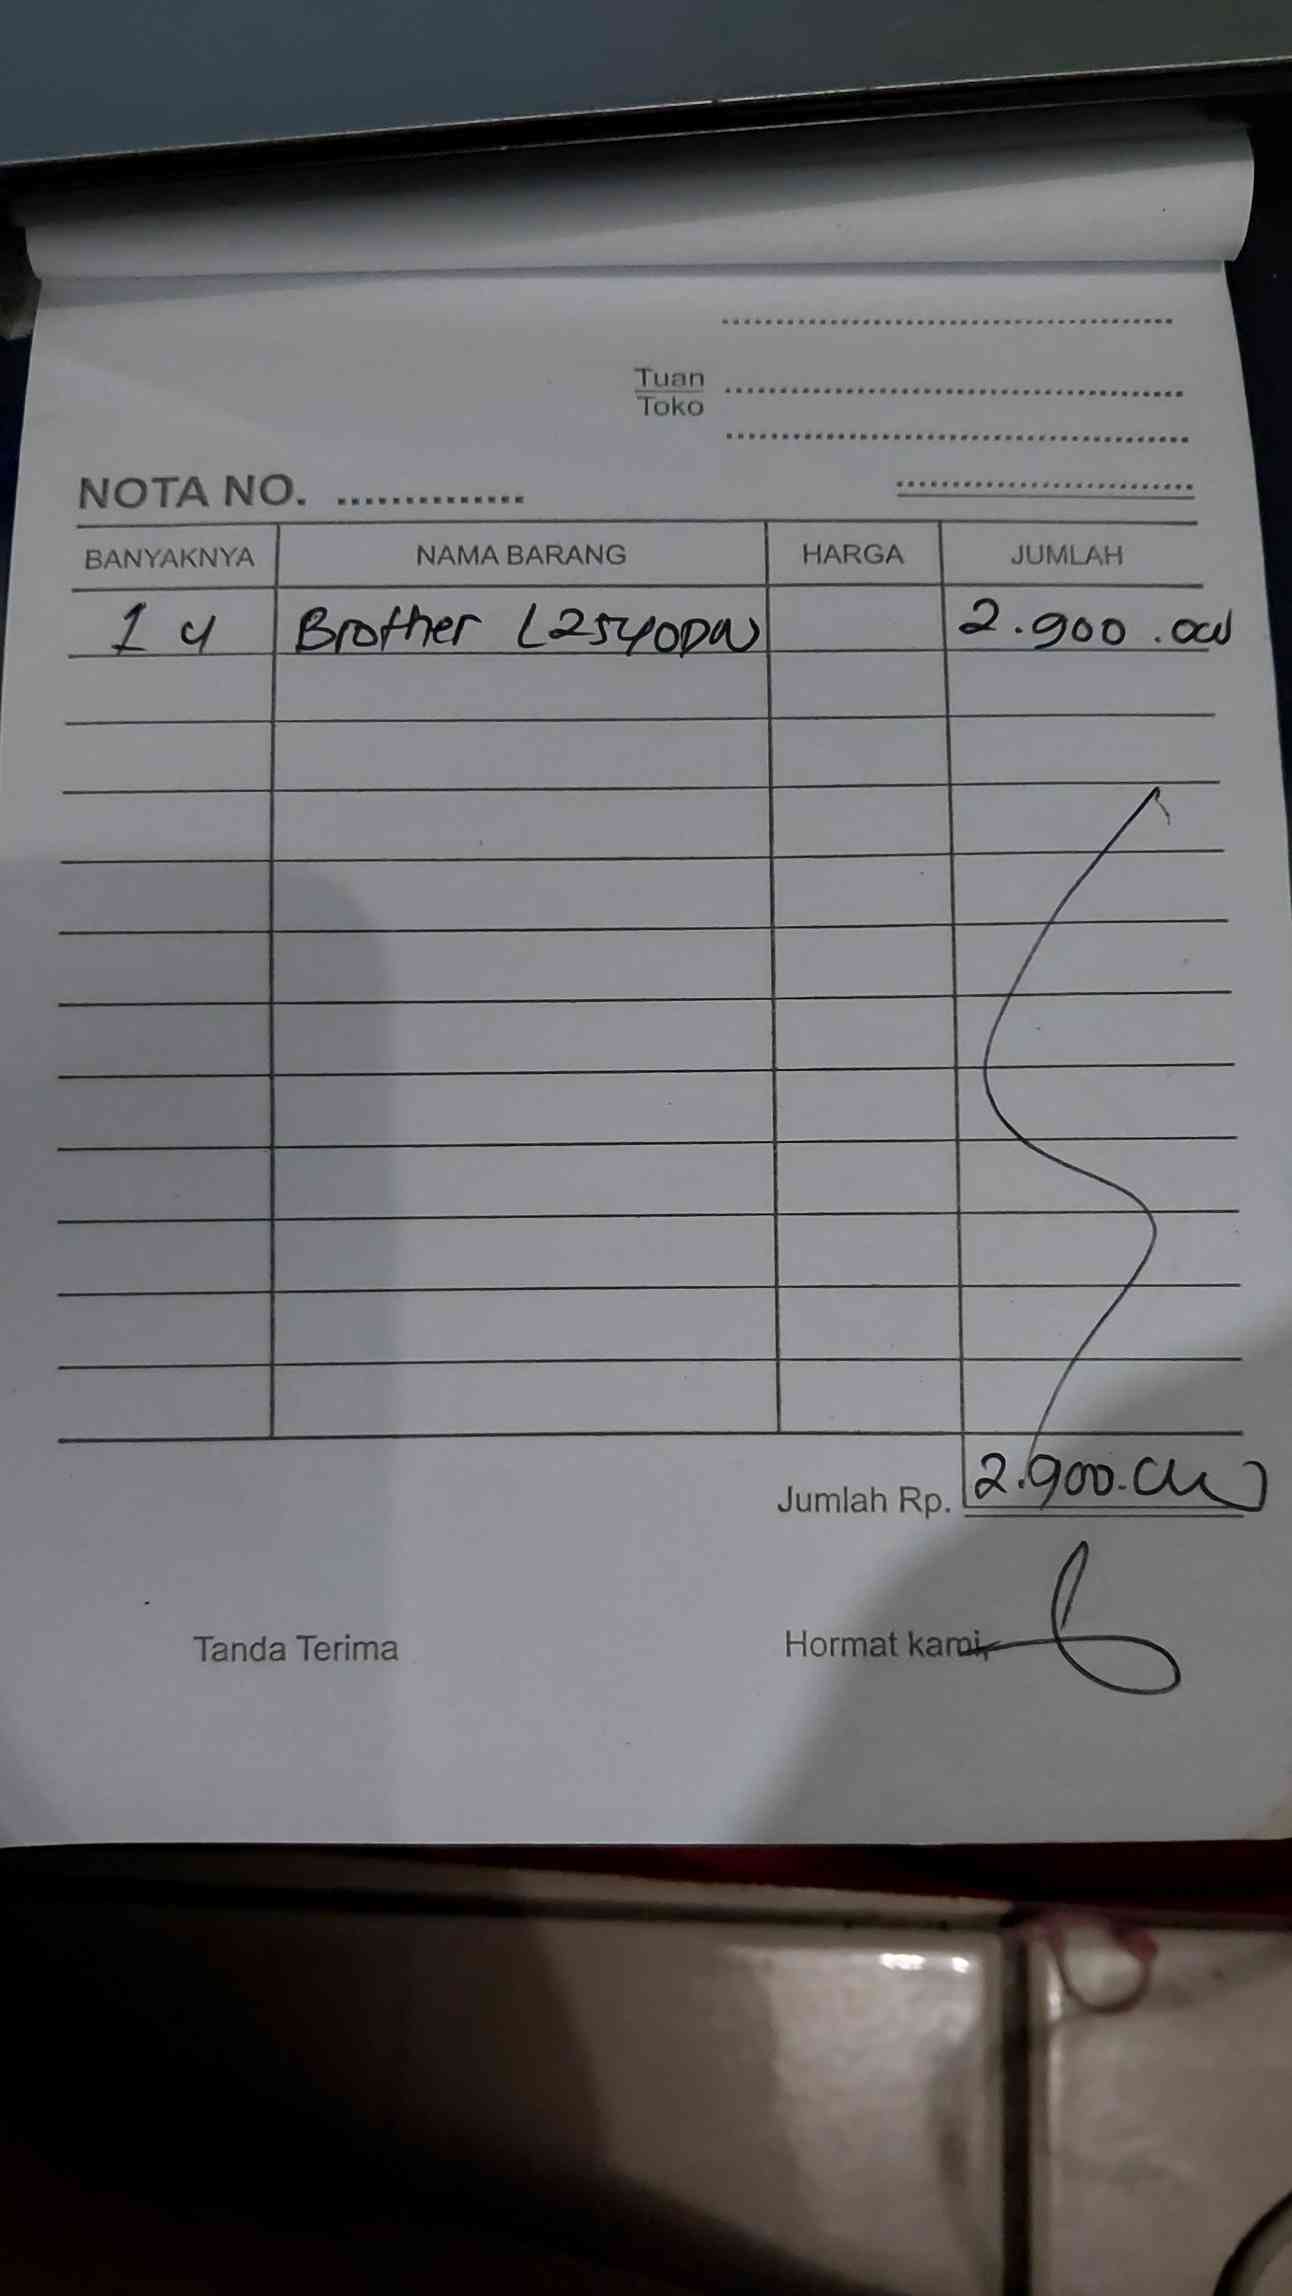 Tuan
Toko
NOTA NO.
BANYAKNYA NAMA BARANG HARGA JUMLAH
1 Brother L2540DW 2.900.000
Jumlah Rp. 2.900.000
Tanda Terima Hormat kami,